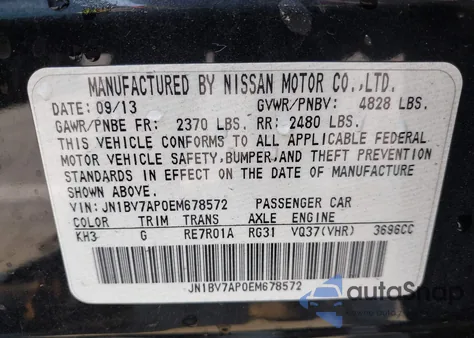 MANUFACTURED BY NISSAN MOTOR CO.,LTD.
DATE: 09/13 GVWR/PNBV: 4828 LBS.
GAWR/PNBE FR: 2370 LBS. RR: 2480 LBS.
THIS VEHICLE CONFORMS TO ALL APPLICABLE FEDERAL
MOTOR VEHICLE SAFETY, BUMPER, AND THEFT PREVENTION
STANDARDS IN EFFECT ON THE DATE OF MANUFACTURE
SHOWN ABOVE.
VIN: JN1BV7AP0EM678572 PASSENGER CAR
COLOR TRIM TRANS AXLE ENGINE
KH3 G RE7R01A RG31 VQ37(VHR) 3696CC
JN1BV7AP0EM678572
autoSnap